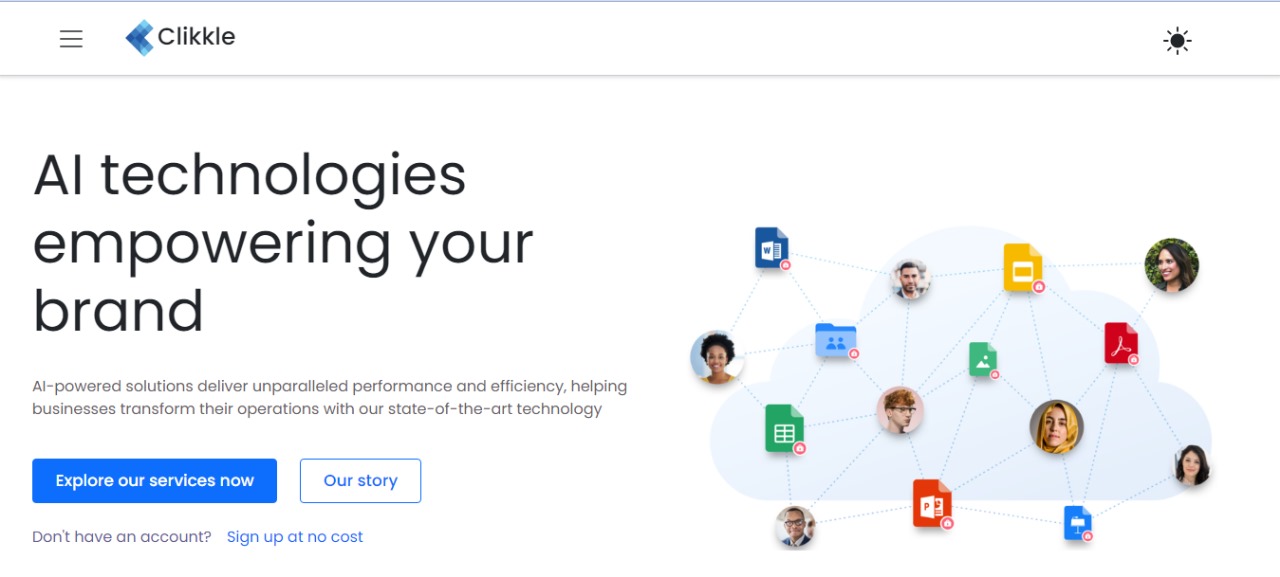 Clikkle
AI technologies
empowering your
brand
AI-powered solutions deliver unparalleled performance and efficiency, helping
businesses transform their operations with our state-of-the-art technology
Explore our services now
Our story
Don't have an account? Sign up at no cost
W
P